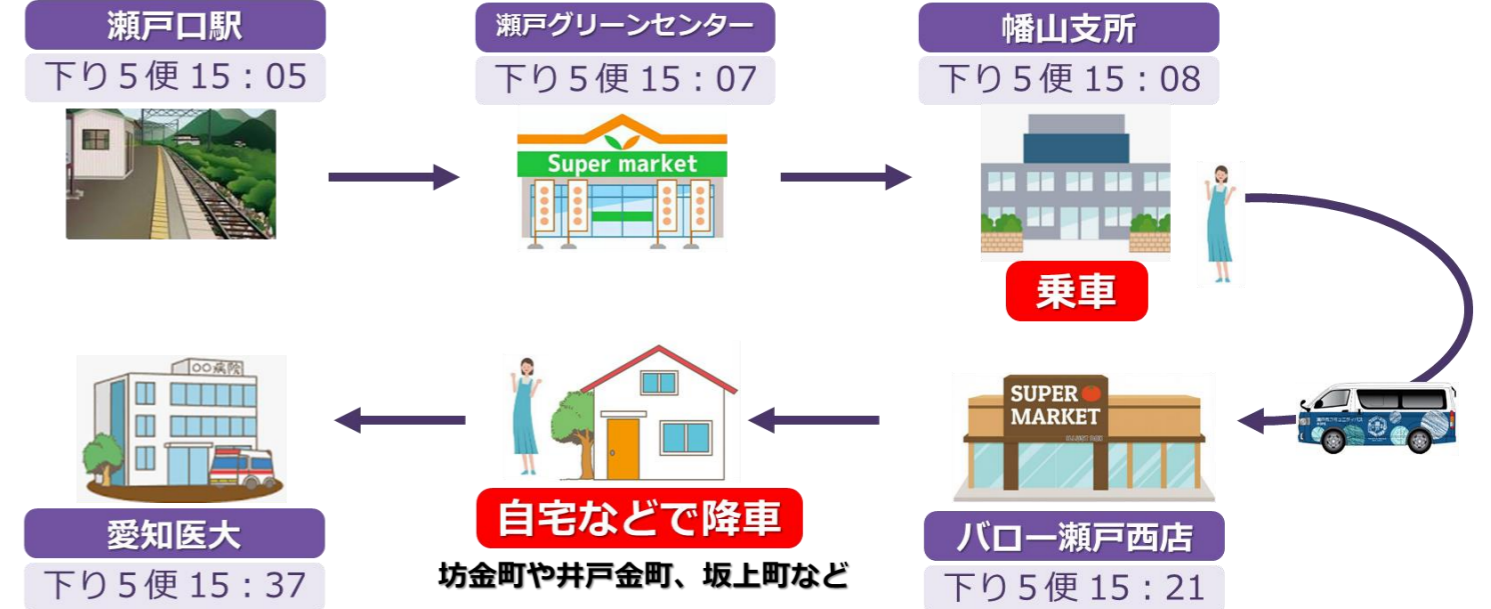 瀬戸口駅
下り５便 15：05
瀬戸グリーンセンター
下り５便 15：07
幡山支所
下り５便 15：08
Super market
乗車
○○病院
SUPER
MARKET
愛知医大
下り５便 15：37
自宅などで降車
坊金町や井戸金町、坂上町など
バロー瀬戸西店
下り５便 15：21